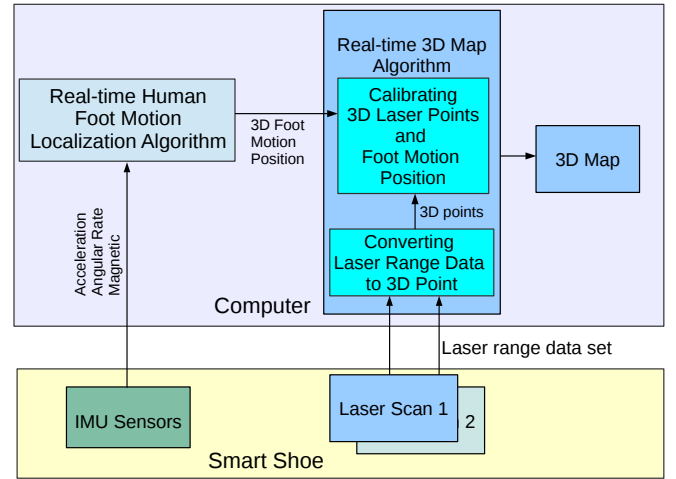 Real-time 3D Map
Algorithm
Real-time Human
Foot Motion
Localization Algorithm
3D Foot
Motion
Position
Calibrating
3D Laser Points
and
Foot Motion
Position
3D Map
3D points
Acceleration
Angular Rate
Magnetic
Converting
Laser Range Data
to 3D Point
Computer
Laser range data set
IMU Sensors
Laser Scan 1
2
Smart Shoe